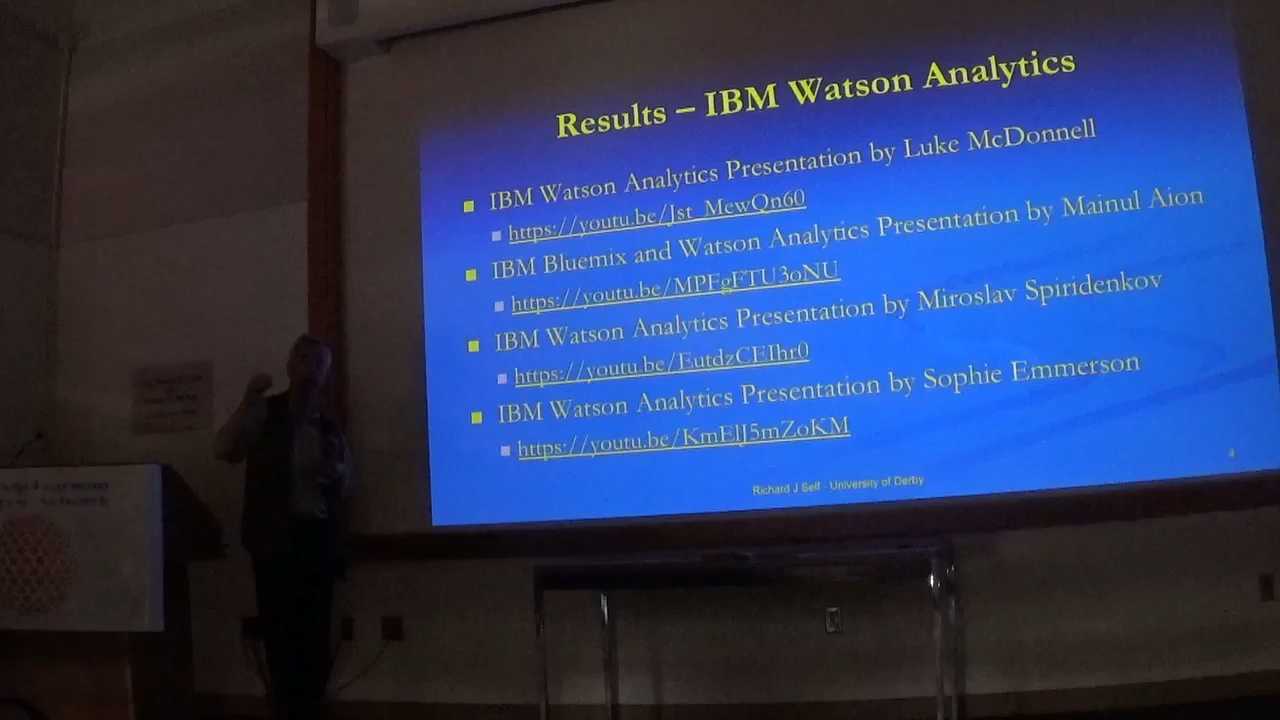 Results – IBM Watson Analytics
IBM Watson Analytics Presentation by Luke McDonnell
https://youtu.be/Jst_MewQn60
IBM Bluemix and Watson Analytics Presentation by Mainul Aion
https://youtu.be/MPFgFTU3oNU
IBM Watson Analytics Presentation by Miroslav Spiridenkov
https://youtu.be/EutdzCEIhr0
IBM Watson Analytics Presentation by Sophie Emmerson
https://youtu.be/KmElJ5mZoKM
Richard J Self - University of Derby
4